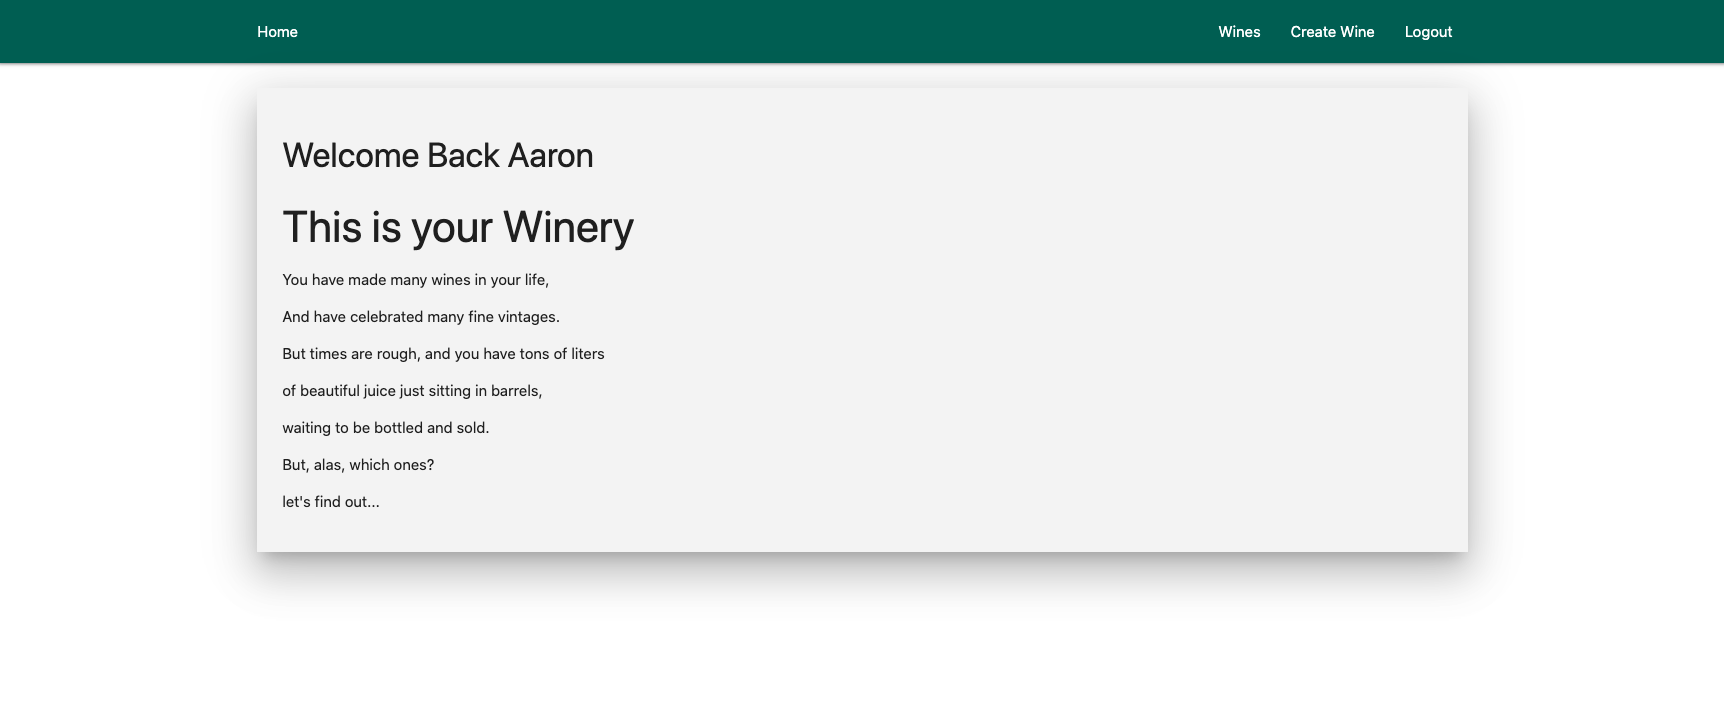 Home Wines Create Wine Logout
Welcome Back Aaron
This is your Winery
You have made many wines in your life,
And have celebrated many fine vintages.
But times are rough, and you have tons of liters
of beautiful juice just sitting in barrels,
waiting to be bottled and sold.
But, alas, which ones?
let's find out...